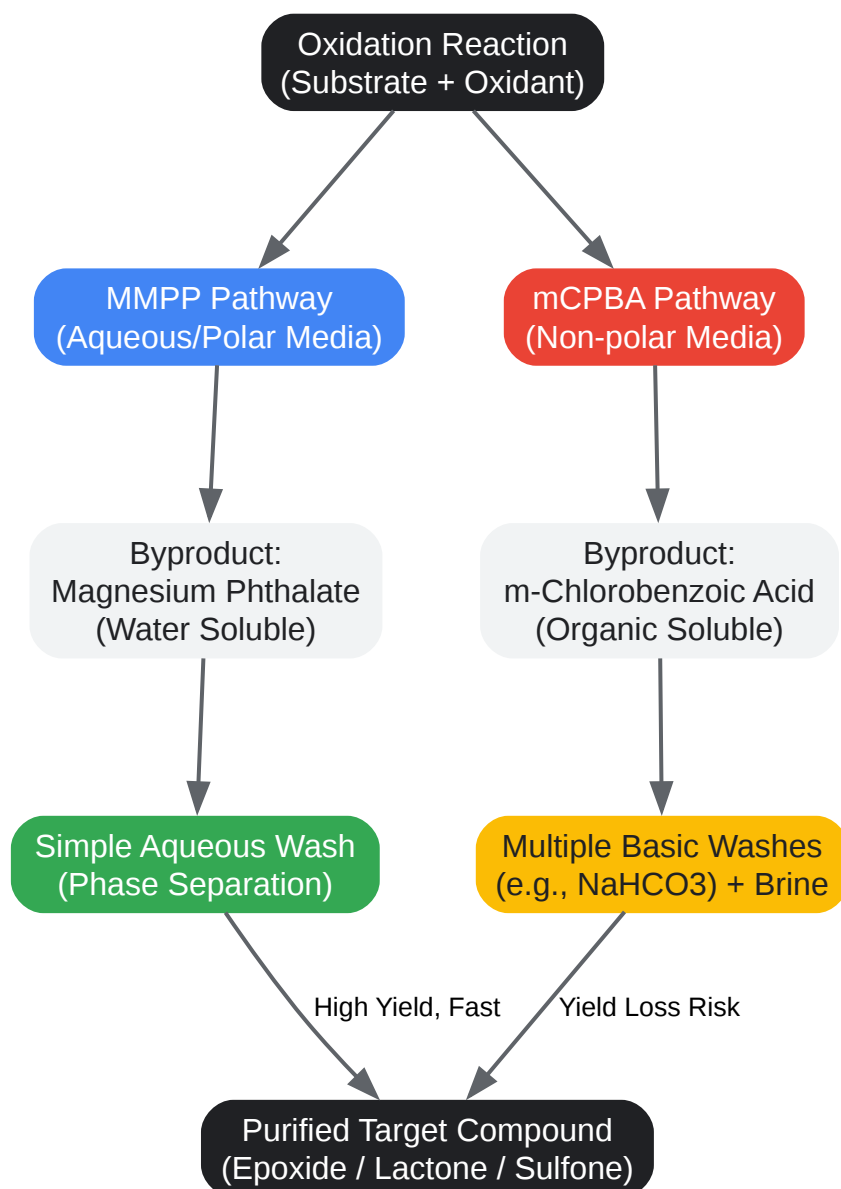 Oxidation Reaction
(Substrate + Oxidant)
MMPP Pathway
(Aqueous/Polar Media)
mCPBA Pathway
(Non-polar Media)
Byproduct:
Magnesium Phthalate
(Water Soluble)
Byproduct:
m-Chlorobenzoic Acid
(Organic Soluble)
Simple Aqueous Wash
(Phase Separation)
Multiple Basic Washes
(e.g., NaHCO3) + Brine
High Yield, Fast
Yield Loss Risk
Purified Target Compound
(Epoxide / Lactone / Sulfone)